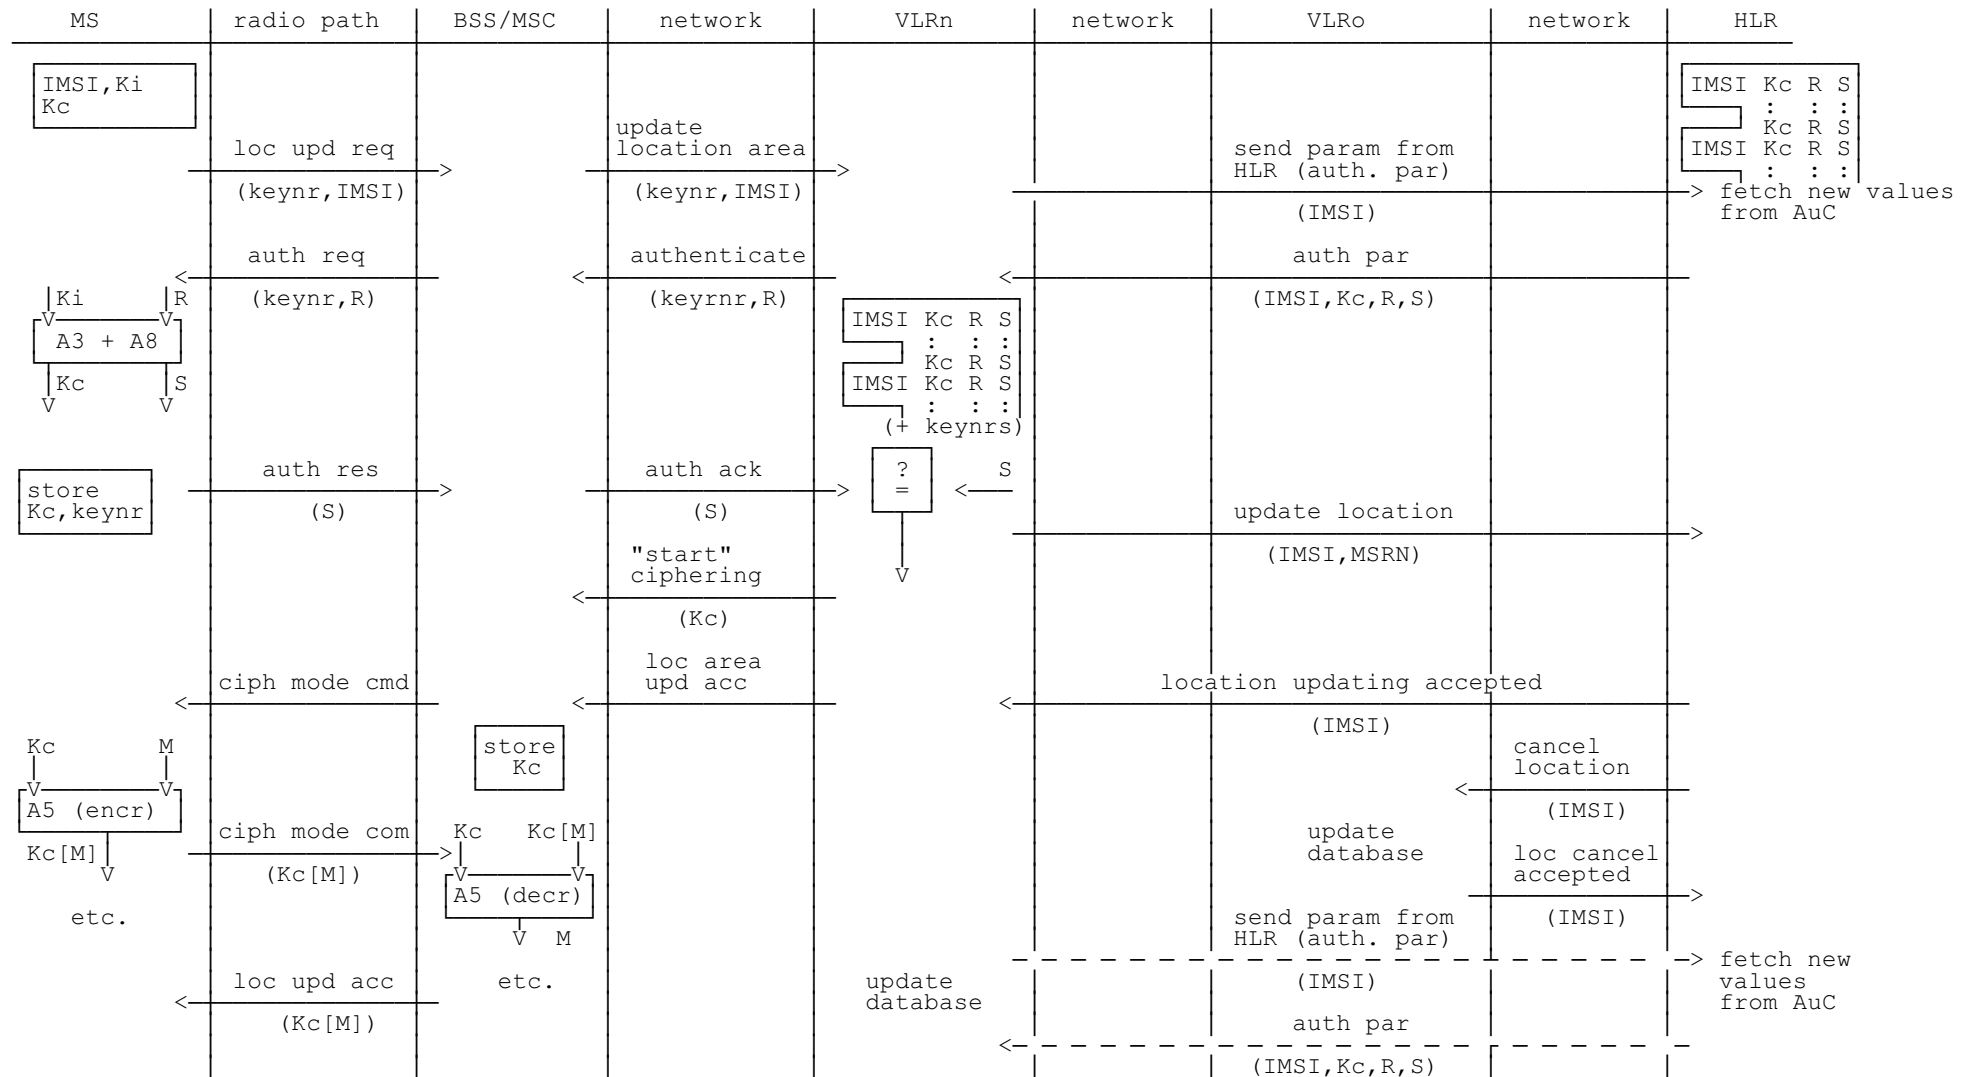 MS radio path BSS/MSC network VLRn network VLRo network HLR
IMSI,Ki IMSI Kc R S
Kc : : :
update Kc R S
loc upd req location area send param from IMSI Kc R S
HLR (auth. par) : : :
(keynr,IMSI) (keynr,IMSI) fetch new values
(IMSI) from AuC
auth req authenticate auth par
Ki R (keynr,R) (keyrnr,R) (IMSI,Kc,R,S)
IMSI Kc R S
A3 + A8 : : :
Kc R S
Kc S IMSI Kc R S
: : :
(+ keynrs)
auth res auth ack ? S
store =
Kc,keynr (S) (S) update location
"start" (IMSI,MSRN)
ciphering
(Kc)
loc area
ciph mode cmd upd acc location updating accepted
(IMSI)
Kc M store cancel
Kc location
A5 (encr) (IMSI)
ciph mode com Kc Kc[M] update
Kc[M] database loc cancel
(Kc[M]) accepted
A5 (decr)
etc. send param from (IMSI)
M HLR (auth. par)
fetch new
loc upd acc etc. update (IMSI) values
database from AuC
(Kc[M]) auth par
(IMSI,Kc,R,S)